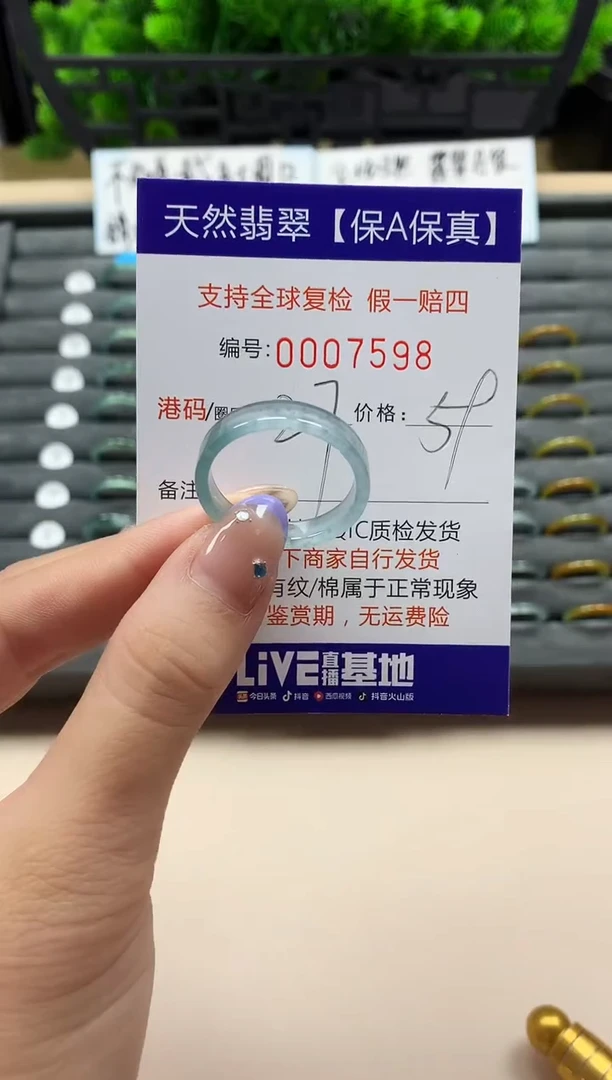 天然翡翠【保A保真】
支持全球复检 假一赔四
编号:0007598
港码/圈 27 价格:
备注
QIC质检发货
下商家自行发货
有纹/棉属于正常现象
鉴赏期,无运费险
LiVE直播基地
今日头条 抖音 西瓜视频 抖音火山版